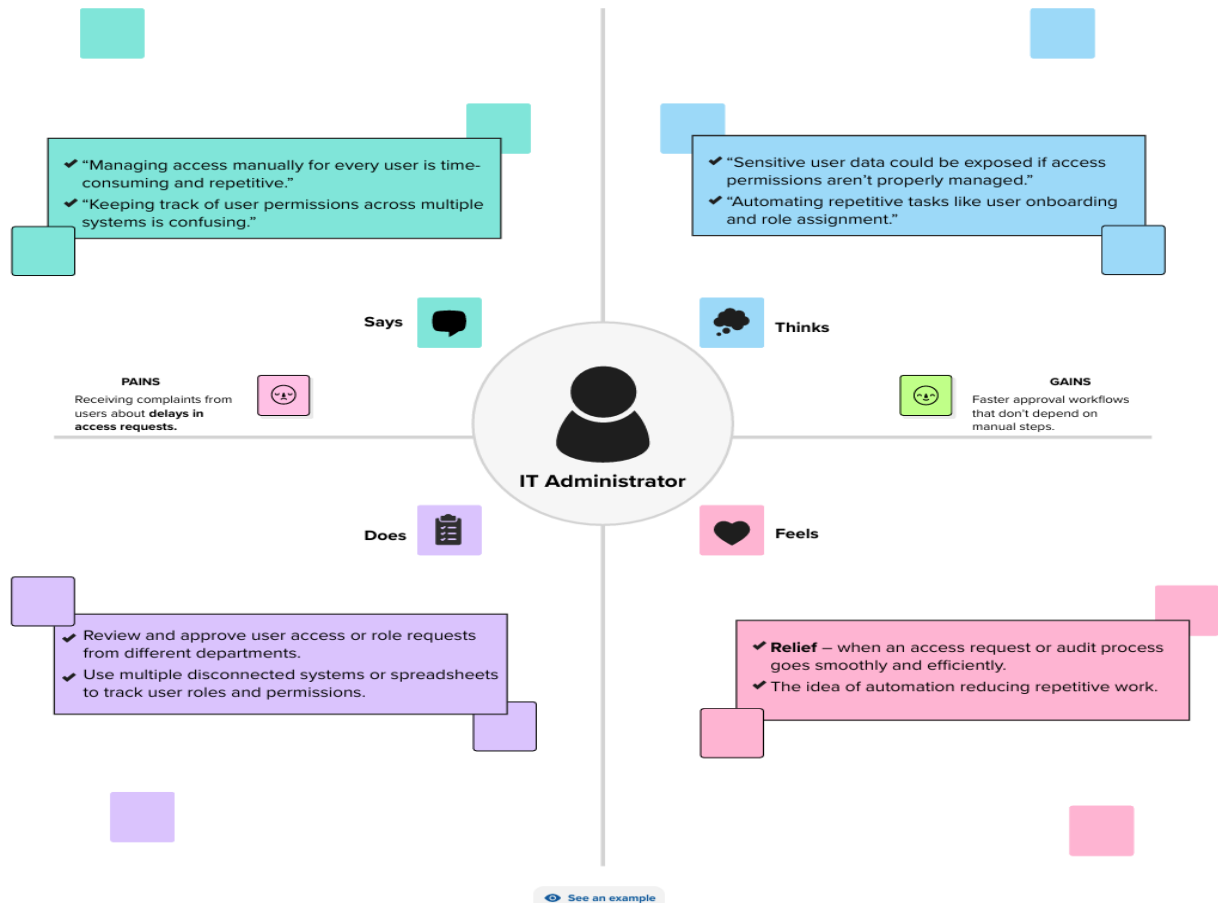 ✔ “Managing access manually for every user is time-
consuming and repetitive.”
✔ “Keeping track of user permissions across multiple
systems is confusing.”
✔ “Sensitive user data could be exposed if access
permissions aren’t properly managed.”
✔ “Automating repetitive tasks like user onboarding
and role assignment.”
Says
Thinks
PAINS
Receiving complaints from
users about delays in
access requests.
GAINS
Faster approval workflows
that don’t depend on
manual steps.
IT Administrator
Does
Feels
✔ Review and approve user access or role requests
from different departments.
✔ Use multiple disconnected systems or spreadsheets
to track user roles and permissions.
✔ Relief – when an access request or audit process
goes smoothly and efficiently.
✔ The idea of automation reducing repetitive work.
See an example